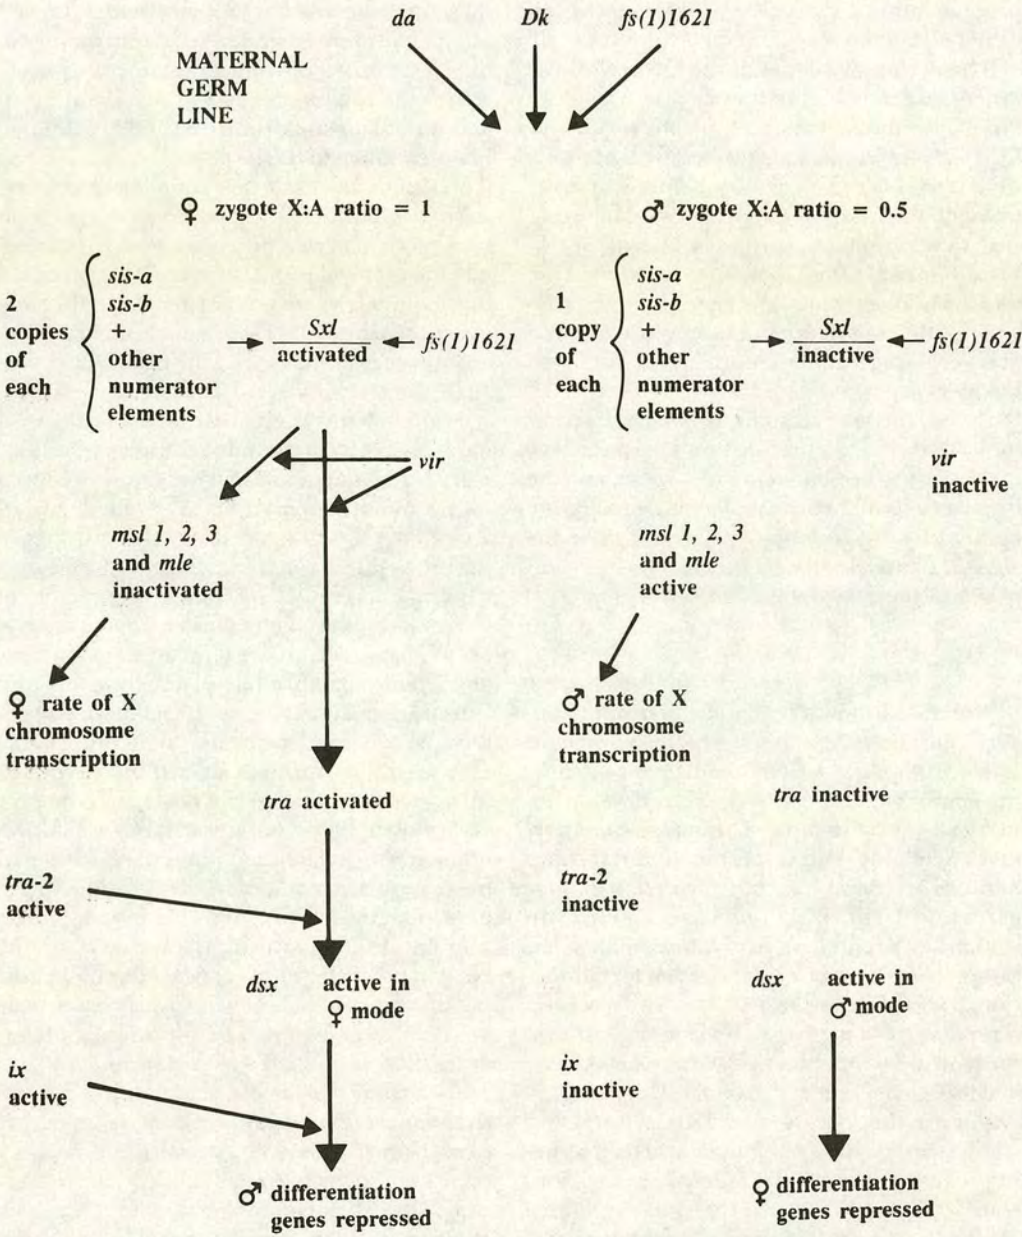 da Dk fs(1)1621
MATERNAL
GERM
LINE
♀ zygote X:A ratio = 1
2
copies
of
each
sis-a
sis-b
+
other
numerator
elements
Sxl
activated
fs(1)1621
vir
msl 1, 2, 3
and mle
inactivated
♀ rate of X
chromosome
transcription
tra activated
tra-2
active
dsx active in
♀ mode
ix
active
♂ differentiation
genes repressed
♂ zygote X:A ratio = 0.5
1
copy
of
each
sis-a
sis-b
+
other
numerator
elements
Sxl
inactive
fs(1)1621
vir
inactive
msl 1, 2, 3
and mle
active
♂ rate of X
chromosome
transcription
tra inactive
tra-2
inactive
dsx active in
♂ mode
ix
inactive
♀ differentiation
genes repressed